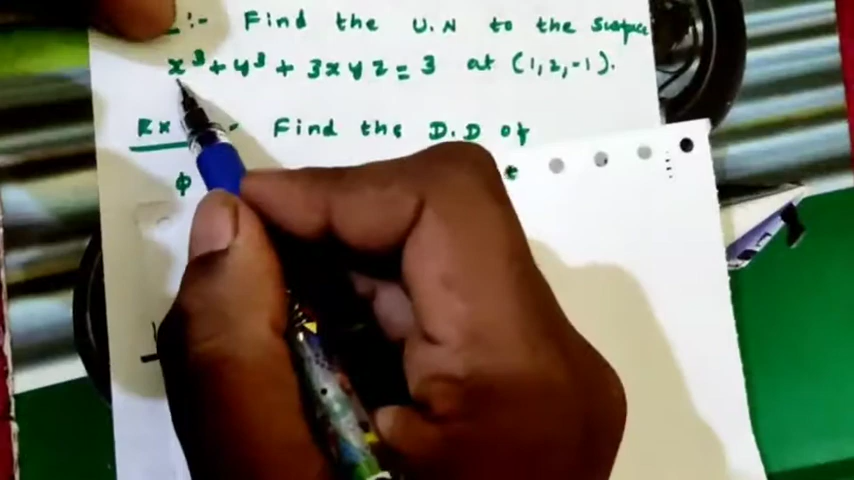 :- Find the U.N to the surface
x³ + y³ + 3xyz = 3 at (1, 2, -1).
Ex - Find the D.D of
ϕ